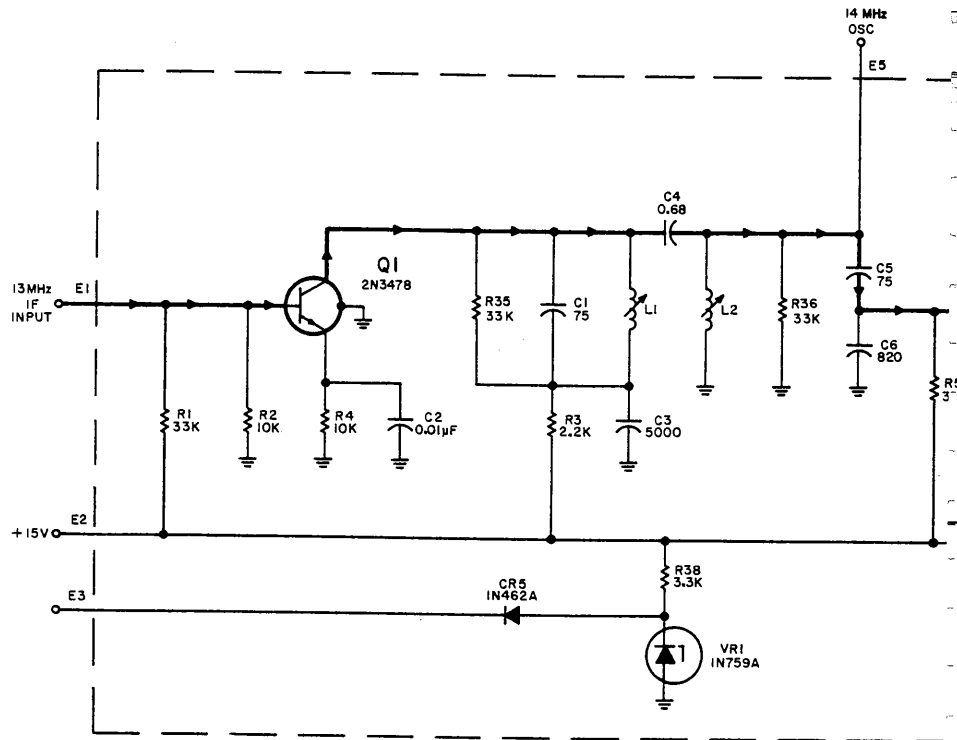 14 MHz
OSC
E5
C4
0.68
Q1
2N3478
C5
75
13MHz
IF
INPUT
E1
R35
33K
C1
75
L1
L2
R36
33K
C6
820
R1
33K
R2
10K
R4
10K
C2
0.01µF
R3
2.2K
C3
5000
+15V
E2
R38
3.3K
CR5
1N462A
E3
VR1
1N759A